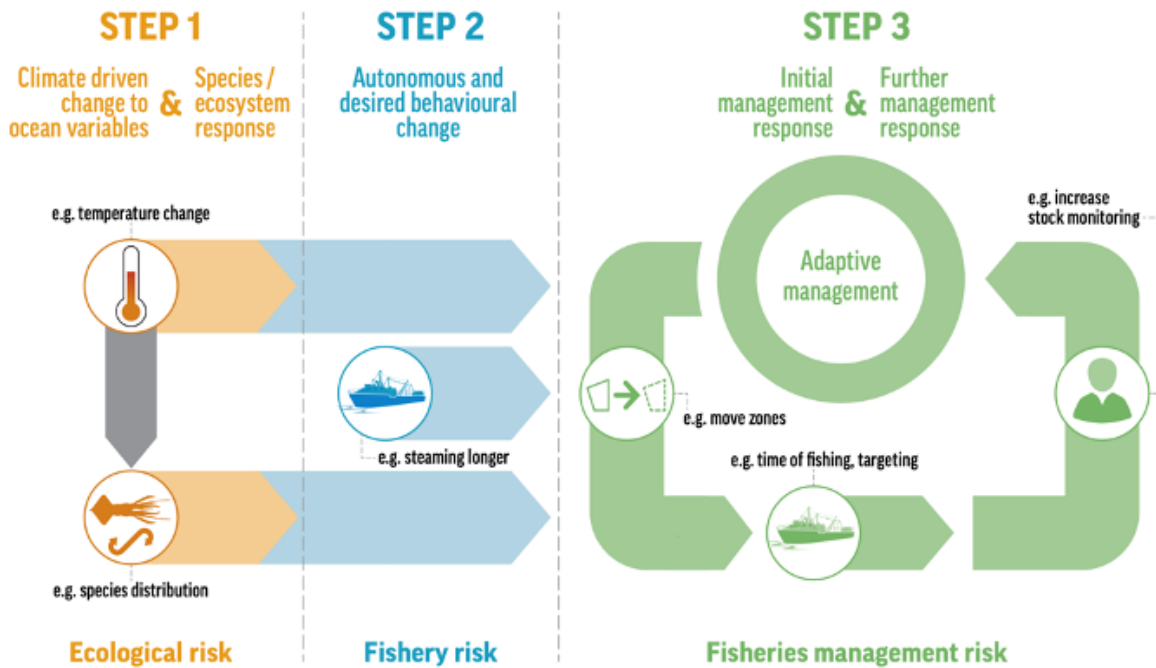 STEP 1
Climate driven
change to
ocean variables
&
Species /
ecosystem
response
e.g. temperature change
e.g. species distribution
Ecological risk
STEP 2
Autonomous and
desired behavioural
change
e.g. steaming longer
Fishery risk
STEP 3
Initial
management
response
&
Further
management
response
Adaptive
management
e.g. increase
stock monitoring
e.g. move zones
e.g. time of fishing, targeting
Fisheries management risk